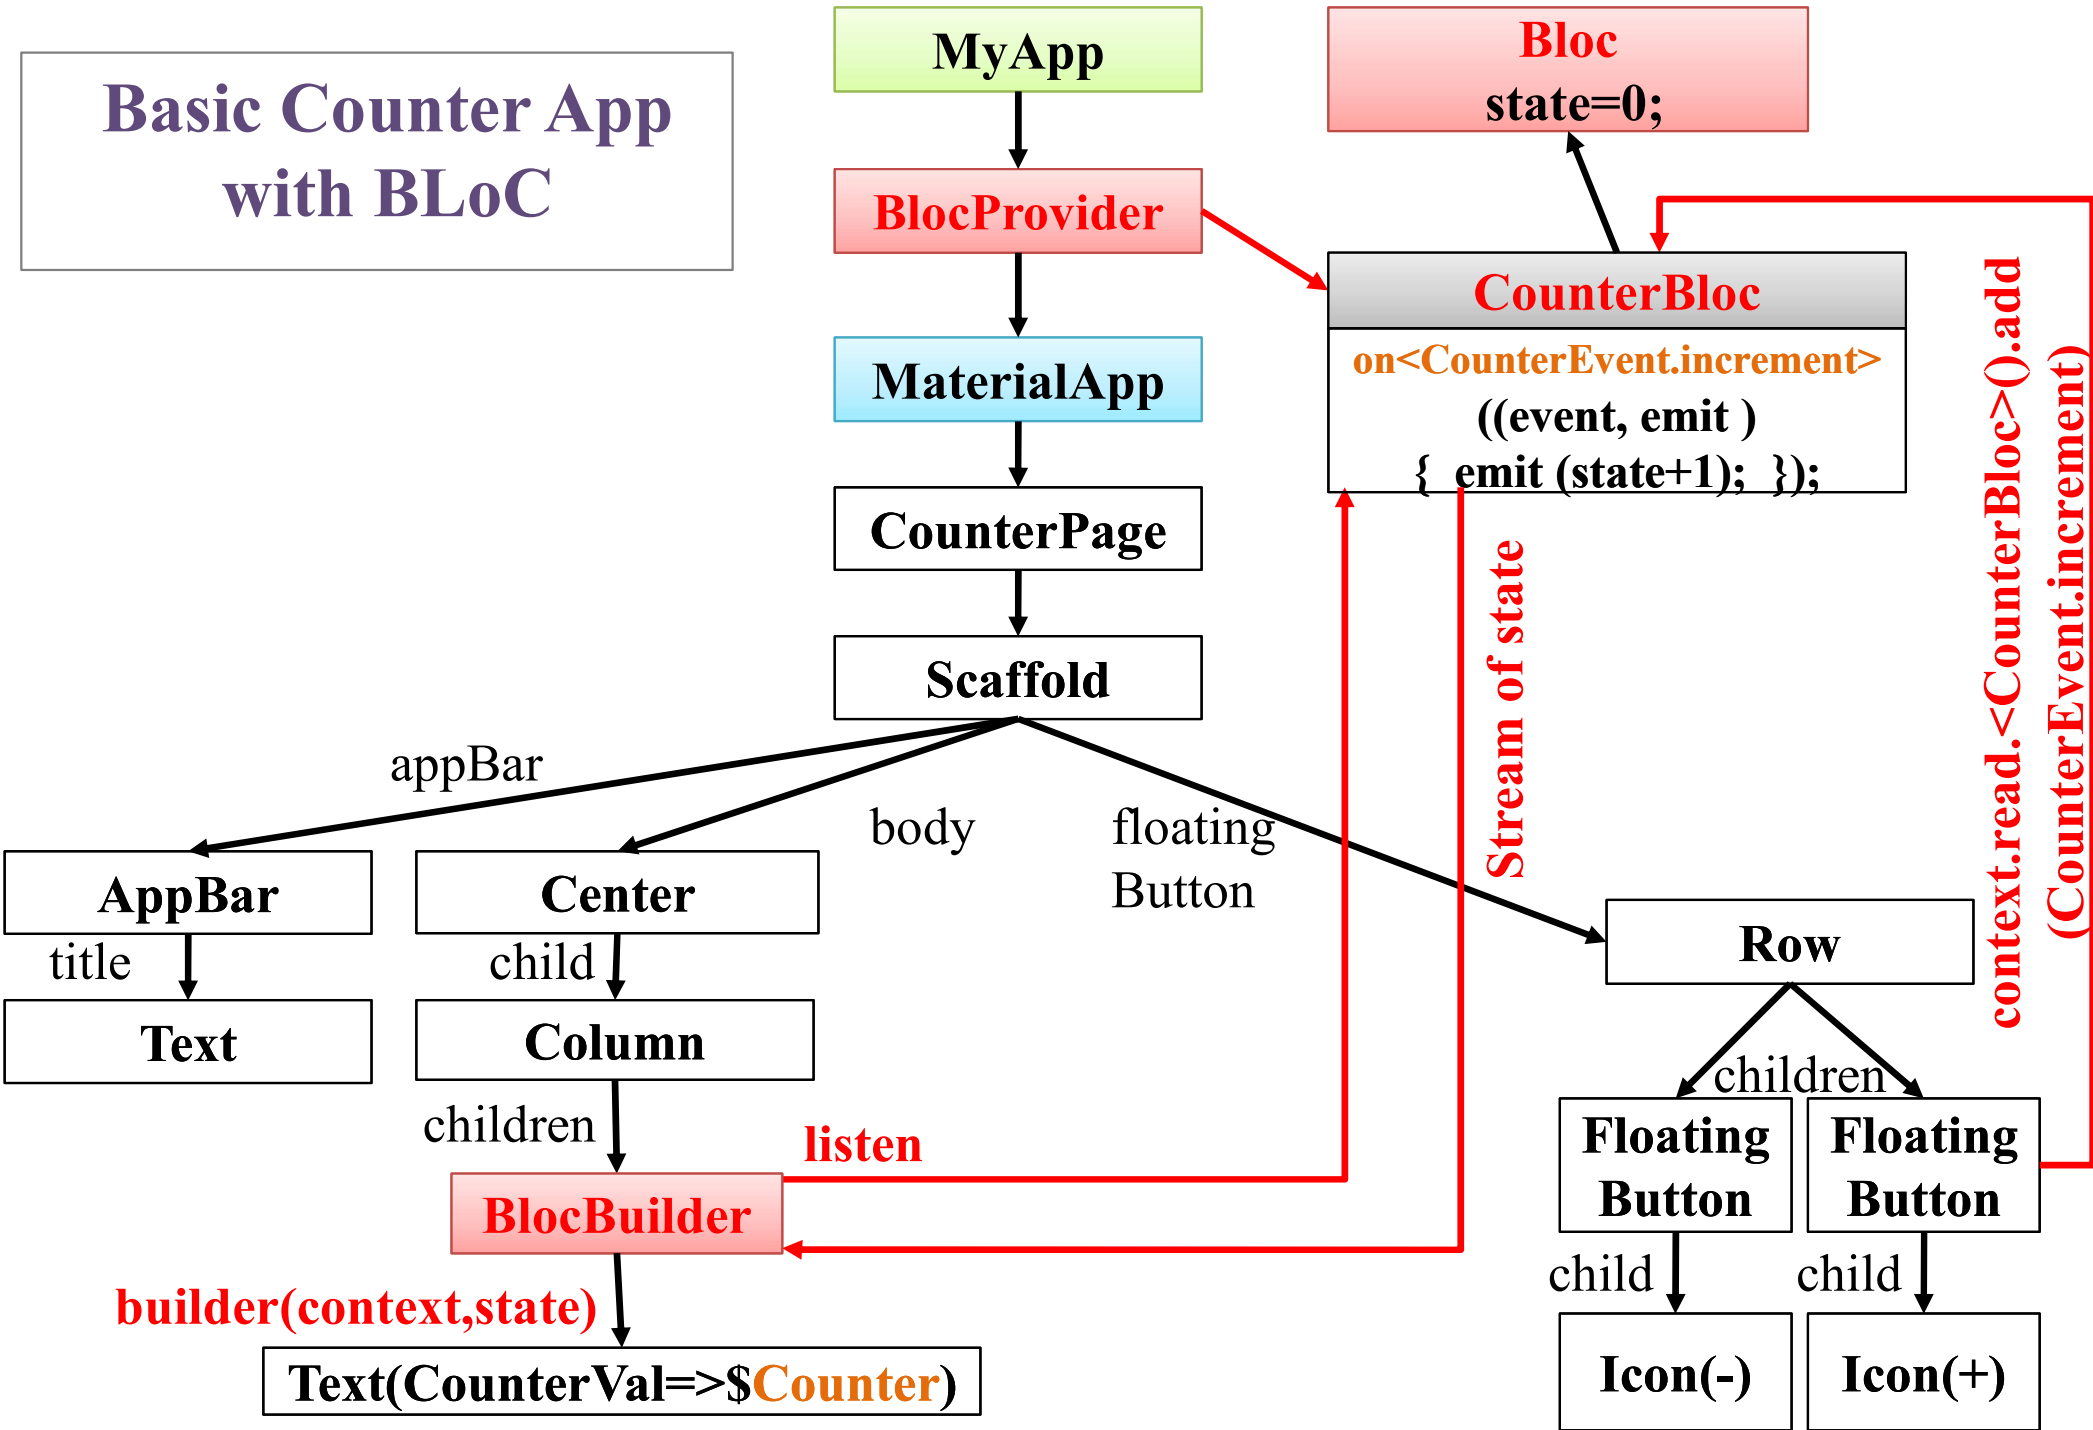 Basic Counter App
with BLoC
MyApp
Bloc
state=0;
BlocProvider
CounterBloc
on<CounterEvent.increment>
((event, emit )
{  emit (state+1);  });
MaterialApp
CounterPage
Scaffold
Stream of state
context.read.<CounterBloc>().add
(CounterEvent.increment)
appBar
body
floating
Button
AppBar
Center
Row
title
child
Text
Column
children
children
Floating
Button
Floating
Button
listen
BlocBuilder
child
child
builder(context,state)
Text(CounterVal=>$Counter)
Icon(-)
Icon(+)